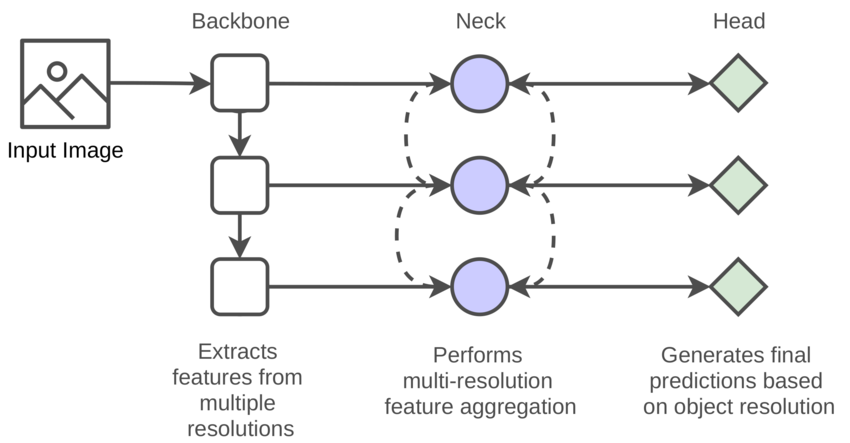 Backbone
Neck
Head
Input Image
Extracts
features from
multiple
resolutions
Performs
multi-resolution
feature aggregation
Generates final
predictions based
on object resolution